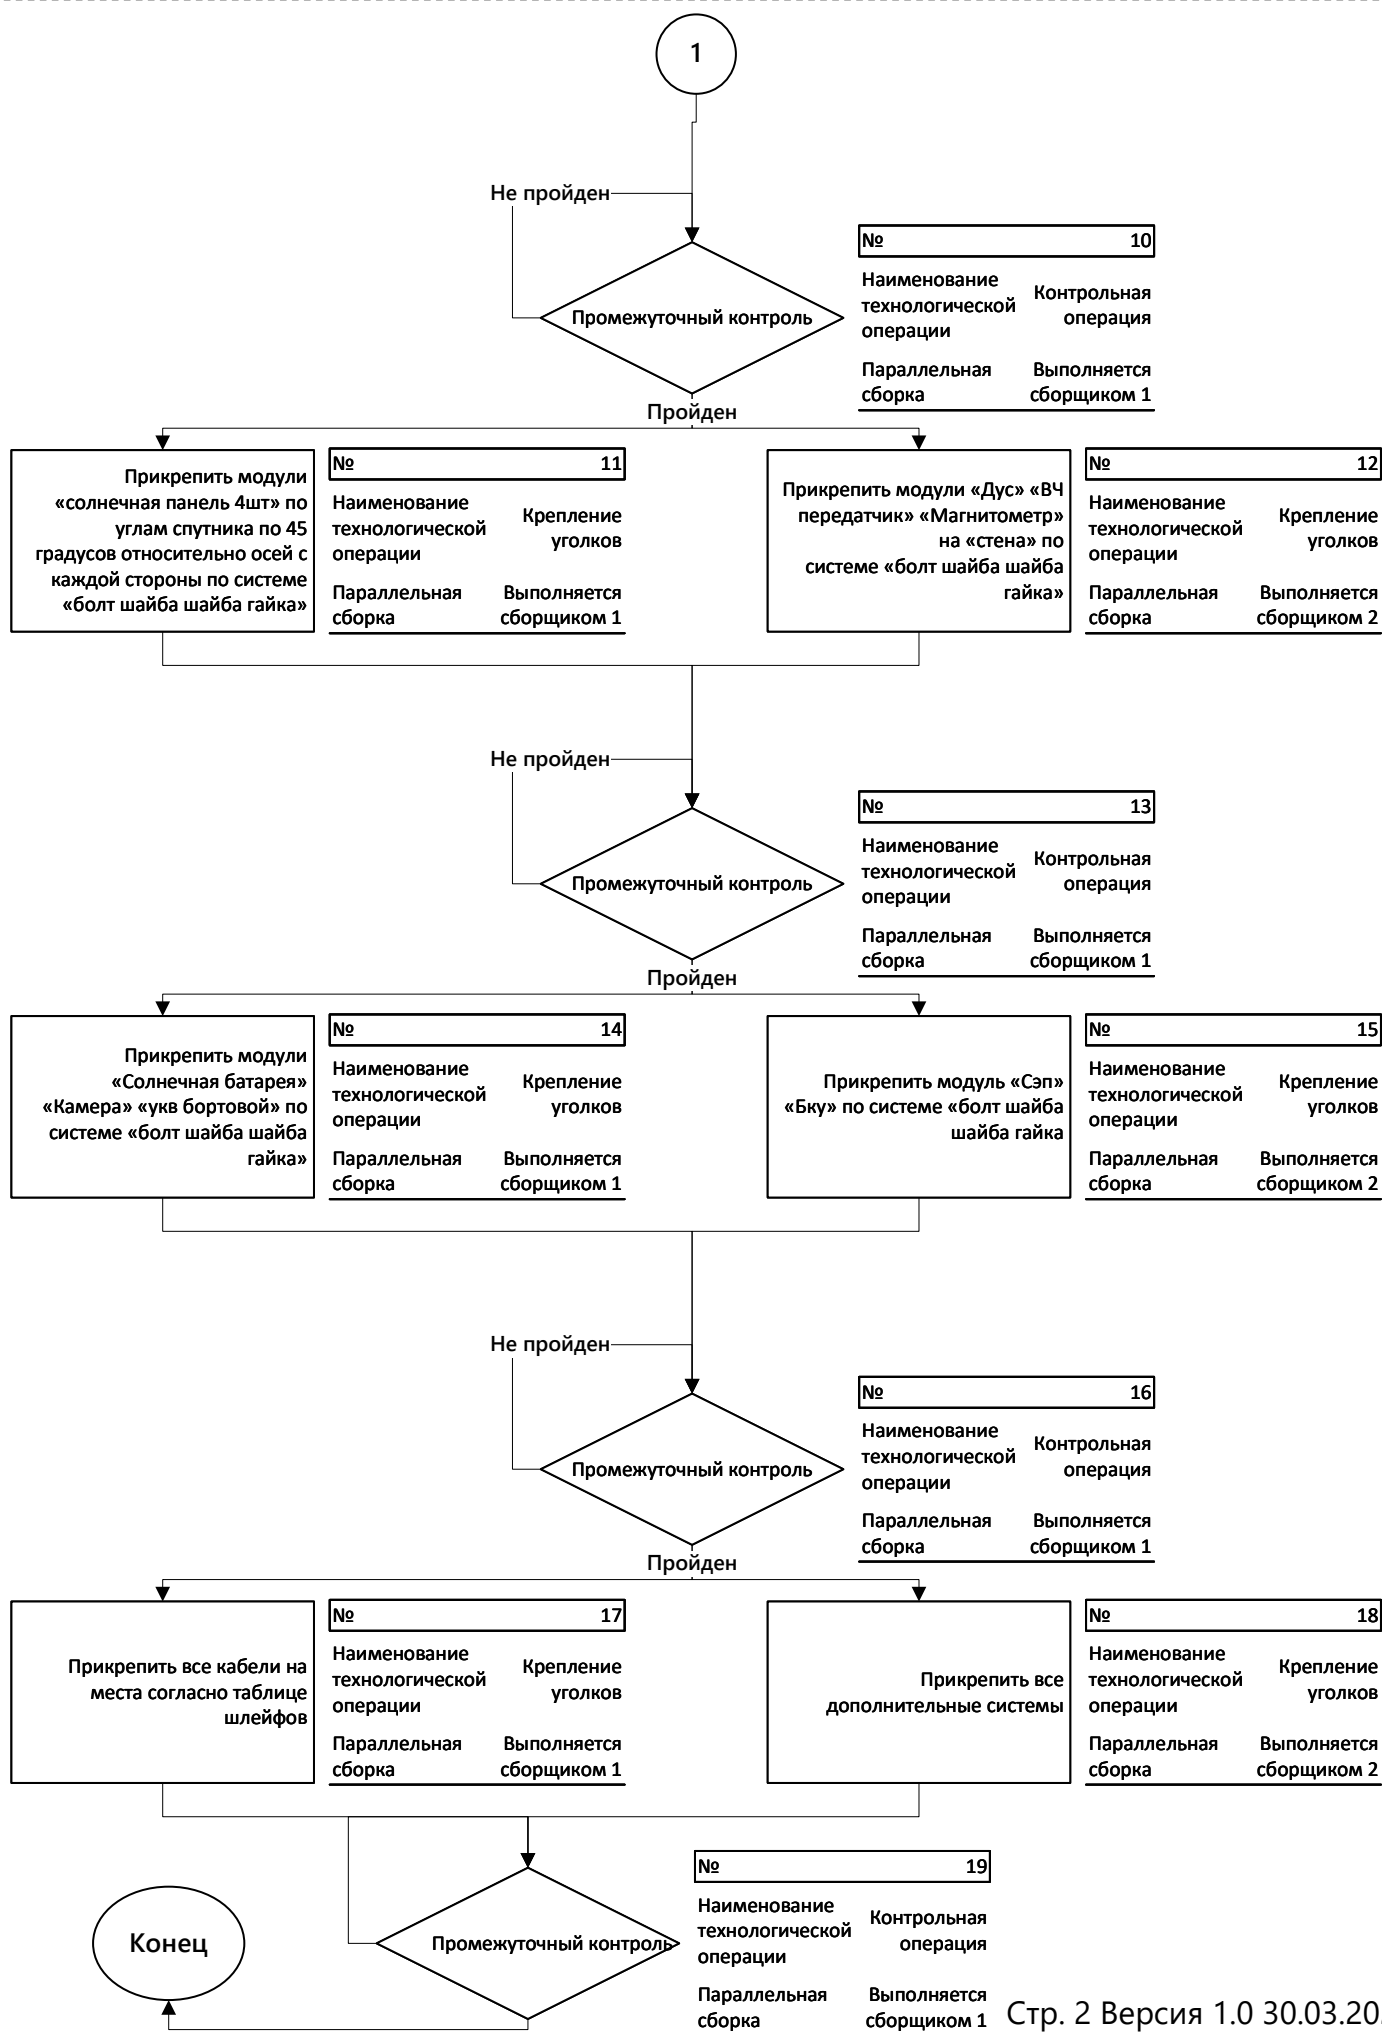 1
Не пройден
№ 10
Наименование
технологической
операции
Контрольная
операция
Промежуточный контроль
Параллельная
сборка
Выполняется
сборщиком 1
Пройден
Прикрепить модули
«солнечная панель 4шт» по
углам спутника по 45
градусов относительно осей с
каждой стороны по системе
«болт шайба шайба гайка»
№ 11
Наименование
технологической
операции
Крепление
уголков
Параллельная
сборка
Выполняется
сборщиком 1
Прикрепить модули «Дус» «ВЧ
передатчик» «Магнитометр»
на «стена» по
системе «болт шайба шайба
гайка»
№ 12
Наименование
технологической
операции
Крепление
уголков
Параллельная
сборка
Выполняется
сборщиком 2
Не пройден
№ 13
Наименование
технологической
операции
Контрольная
операция
Промежуточный контроль
Параллельная
сборка
Выполняется
сборщиком 1
Пройден
Прикрепить модули
«Солнечная батарея»
«Камера» «укв бортовой» по
системе «болт шайба шайба
гайка»
№ 14
Наименование
технологической
операции
Крепление
уголков
Параллельная
сборка
Выполняется
сборщиком 1
Прикрепить модуль «Сэп»
«Бку» по системе «болт шайба
шайба гайка
№ 15
Наименование
технологической
операции
Крепление
уголков
Параллельная
сборка
Выполняется
сборщиком 2
Не пройден
№ 16
Наименование
технологической
операции
Контрольная
операция
Промежуточный контроль
Параллельная
сборка
Выполняется
сборщиком 1
Пройден
Прикрепить все кабели на
места согласно таблице
шлейфов
№ 17
Наименование
технологической
операции
Крепление
уголков
Параллельная
сборка
Выполняется
сборщиком 1
Прикрепить все
дополнительные системы
№ 18
Наименование
технологической
операции
Крепление
уголков
Параллельная
сборка
Выполняется
сборщиком 2
№ 19
Наименование
технологической
операции
Контрольная
операция
Конец
Промежуточный контроль
Параллельная
сборка
Выполняется
сборщиком 1
Стр. 2 Версия 1.0